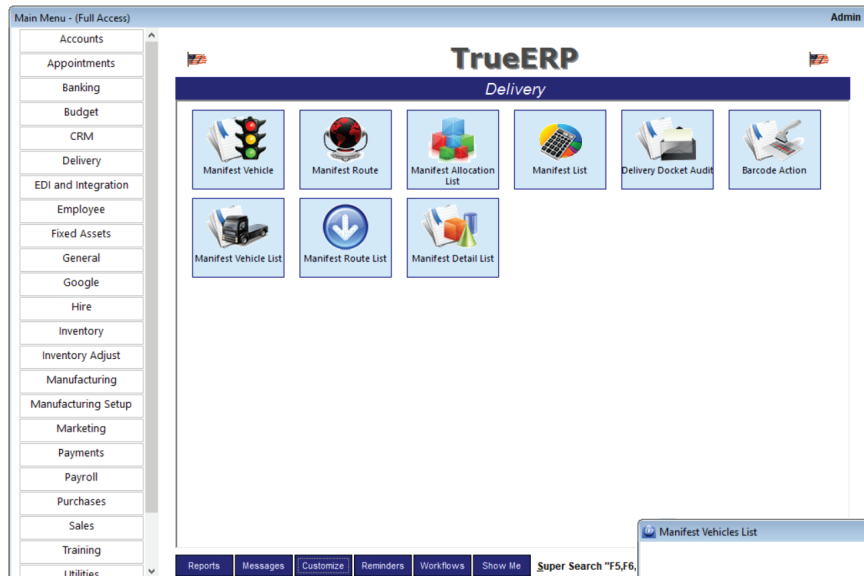 Main Menu - (Full Access)
Admin
Accounts
Appointments
Banking
Budget
CRM
Delivery
EDI and Integration
Employee
Fixed Assets
General
Google
Hire
Inventory
Inventory Adjust
Manufacturing
Manufacturing Setup
Marketing
Payments
Payroll
Purchases
Sales
Training
Utilities
TrueERP
Delivery
Manifest Vehicle
Manifest Route
Manifest Allocation
List
Manifest List
Delivery Docket Audit
Barcode Action
Manifest Vehicle List
Manifest Route List
Manifest Detail List
Manifest Vehicles List
Reports
Messages
Customize
Reminders
Workflows
Show Me
Super Search "F5,F6,